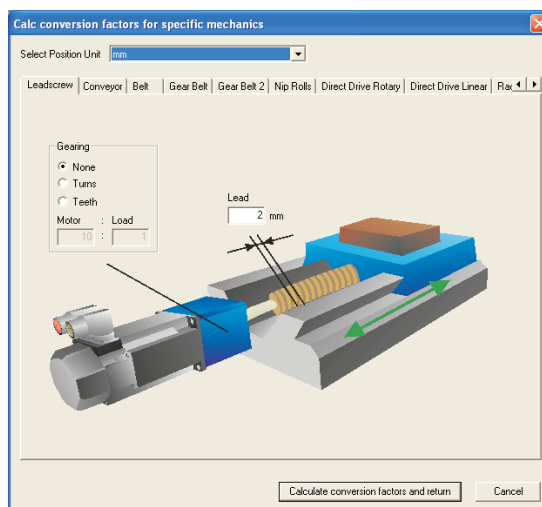 Calc conversion factors for specific mechanics
Select Position Unit mm
Leadscrew Conveyor Belt Gear Belt Gear Belt 2 Nip Rolls Direct Drive Rotary Direct Drive Linear
Gearing
None
Turns
Teeth
Motor : Load
10 : 1
Lead
2 mm
Calculate conversion factors and return Cancel